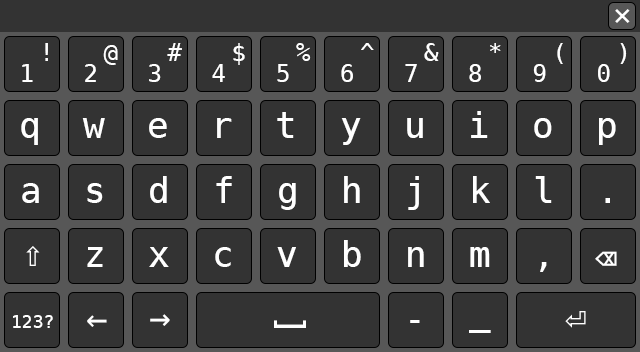 ! @ # $ % ^ & * ( )
1 2 3 4 5 6 7 8 9 0
q w e r t y u i o p
a s d f g h j k l .
⇧ z x c v b n m , ⌫
123? ← → ⎵ - _ ⏎